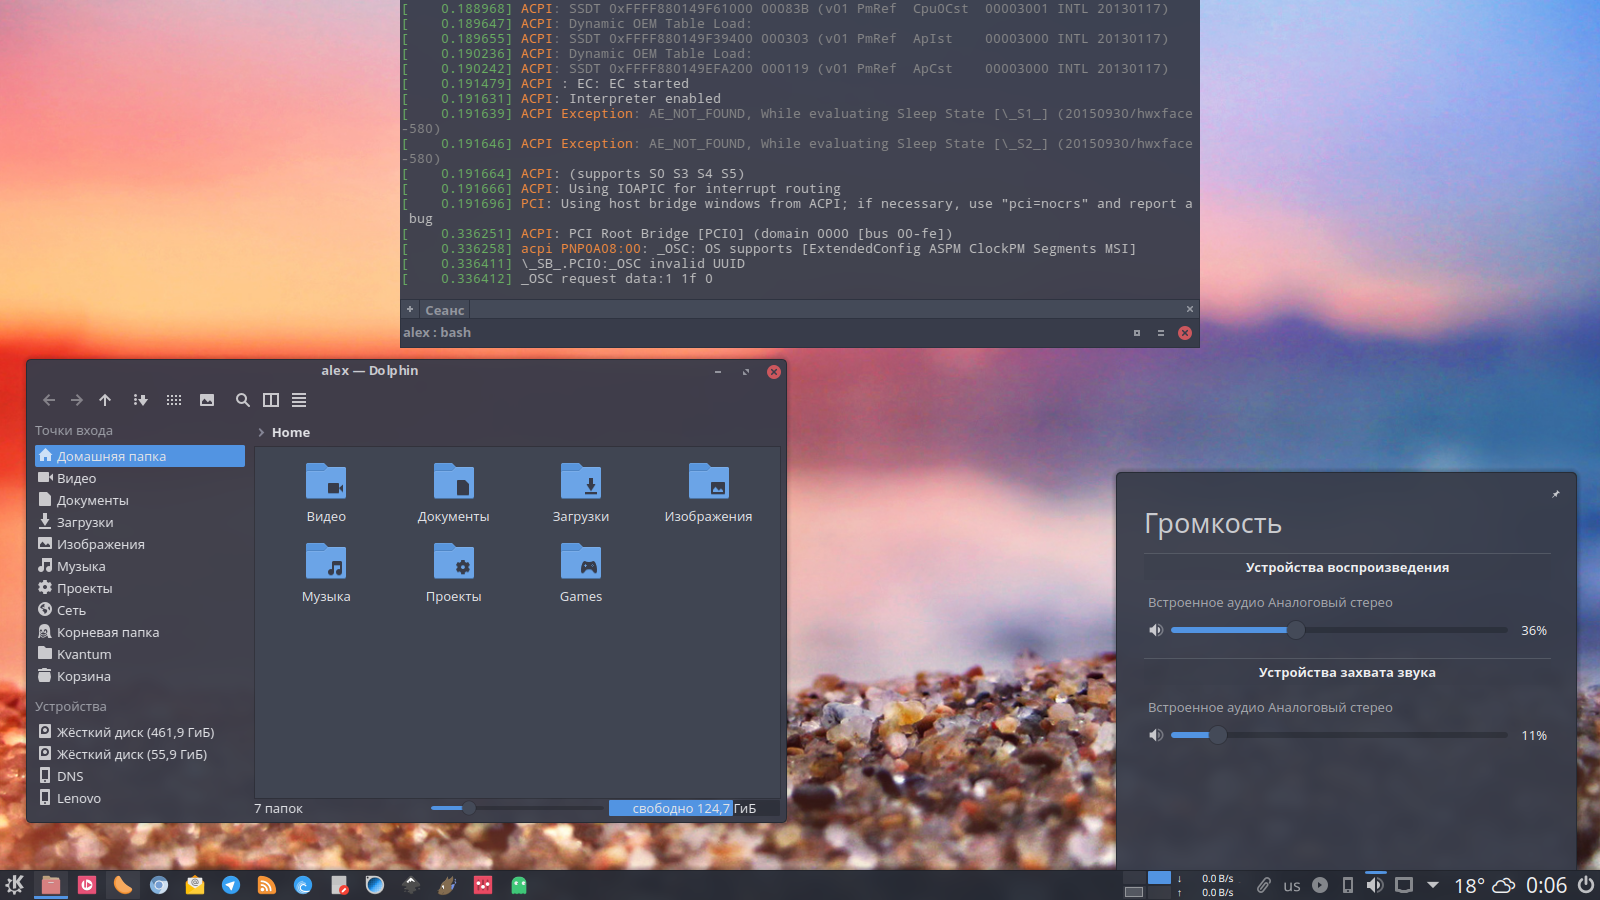 [    0.188968] ACPI: SSDT 0xFFFF880149F61000 00083B (v01 PmRef  Cpu0Cst  00003001 INTL 20130117)
[    0.189647] ACPI: Dynamic OEM Table Load:
[    0.189655] ACPI: SSDT 0xFFFF880149F39400 000303 (v01 PmRef  ApIst    00003000 INTL 20130117)
[    0.190236] ACPI: Dynamic OEM Table Load:
[    0.190242] ACPI: SSDT 0xFFFF880149EFA200 000119 (v01 PmRef  ApCst    00003000 INTL 20130117)
[    0.191479] ACPI : EC: EC started
[    0.191631] ACPI: Interpreter enabled
[    0.191639] ACPI Exception: AE_NOT_FOUND, While evaluating Sleep State [\_S1_] (20150930/hwxface
-580)
[    0.191646] ACPI Exception: AE_NOT_FOUND, While evaluating Sleep State [\_S2_] (20150930/hwxface
-580)
[    0.191664] ACPI: (supports S0 S3 S4 S5)
[    0.191666] ACPI: Using IOAPIC for interrupt routing
[    0.191696] PCI: Using host bridge windows from ACPI; if necessary, use "pci=nocrs" and report a
 bug
[    0.336251] ACPI: PCI Root Bridge [PCI0] (domain 0000 [bus 00-fe])
[    0.336258] acpi PNP0A08:00: _OSC: OS supports [ExtendedConfig ASPM ClockPM Segments MSI]
[    0.336411] \_SB_.PCI0:_OSC invalid UUID
[    0.336412] _OSC request data:1 1f 0
Сеанс
alex : bash
alex — Dolphin
Точки входа
Домашняя папка
Видео
Документы
Загрузки
Изображения
Музыка
Проекты
Сеть
Корневая папка
Kvantum
Корзина
Устройства
Жёсткий диск (461,9 ГиБ)
Жёсткий диск (55,9 ГиБ)
DNS
Lenovo
Home
Видео
Документы
Загрузки
Изображения
Музыка
Проекты
Games
7 папок
свободно 124,7 ГиБ
Громкость
Устройства воспроизведения
Встроенное аудио Аналоговый стерео
36%
Устройства захвата звука
Встроенное аудио Аналоговый стерео
11%
0.0 B/s
0.0 B/s
us
18°
0:06